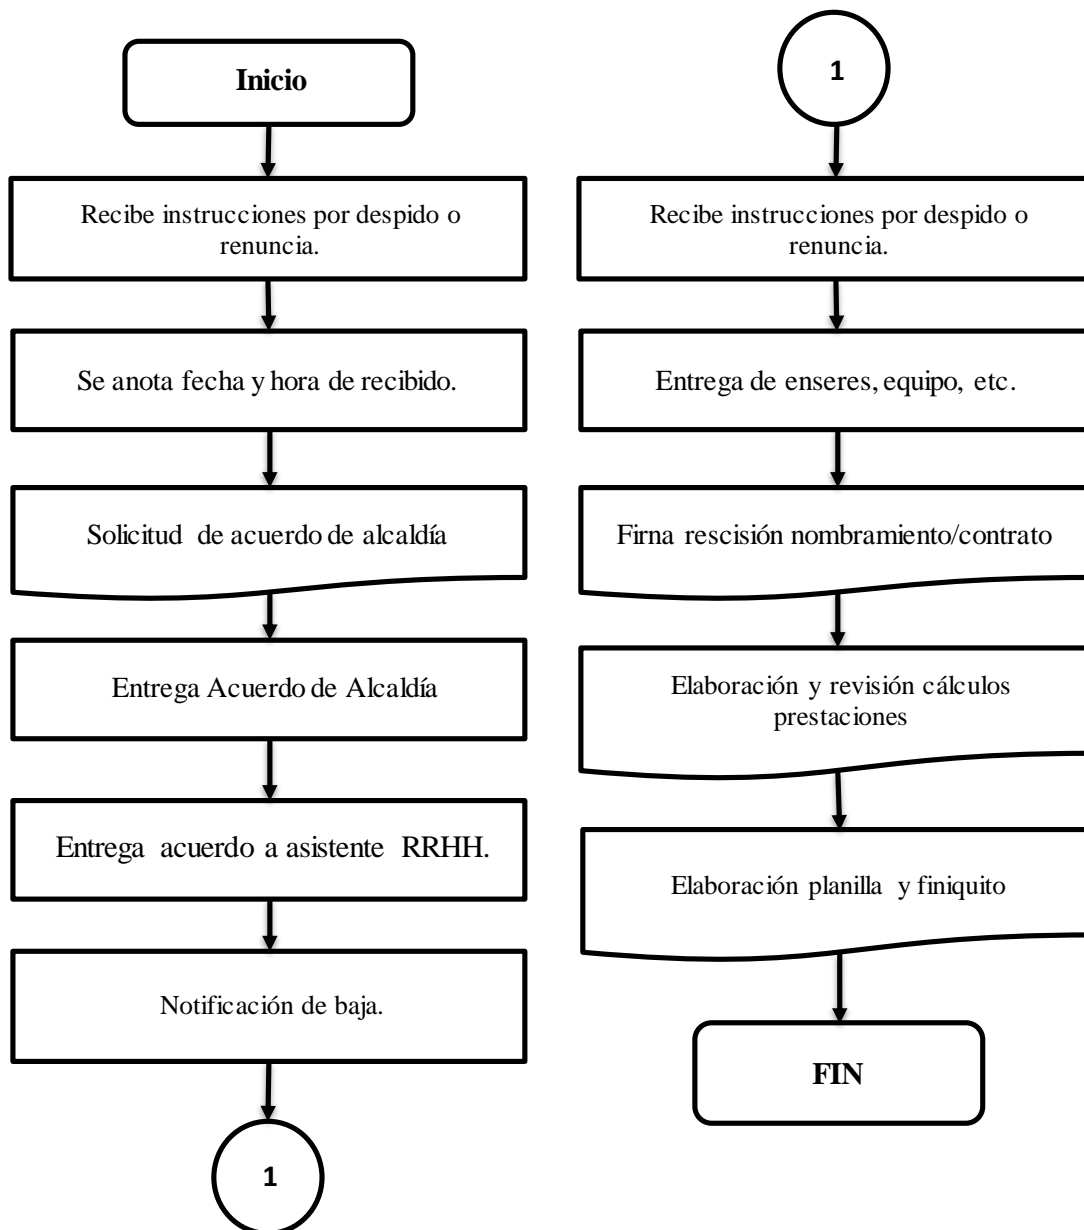 Inicio
Recibe instrucciones por despido o
renuncia.
Se anota fecha y hora de recibido.
Solicitud de acuerdo de alcaldía
Entrega Acuerdo de Alcaldía
Entrega acuerdo a asistente RRHH.
Notificación de baja.
1
1
Recibe instrucciones por despido o
renuncia.
Entrega de enseres, equipo, etc.
Firna rescisión nombramiento/contrato
Elaboración y revisión cálculos
prestaciones
Elaboración planilla y finiquito
FIN